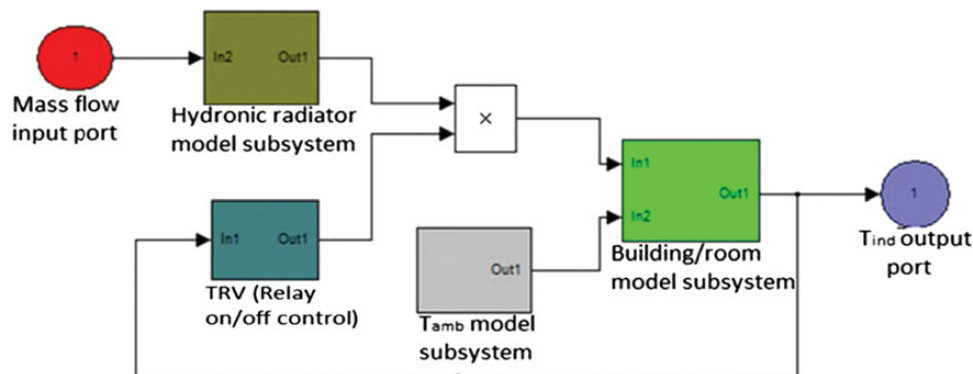 1
Mass flow
input port
In2 Out1
Hydronic radiator
model subsystem
×
In1 Out1
TRV (Relay
on/off control)
Out1
Tamb model
subsystem
In1
In2
Out1
Building/room
model subsystem
1
Tind output
port